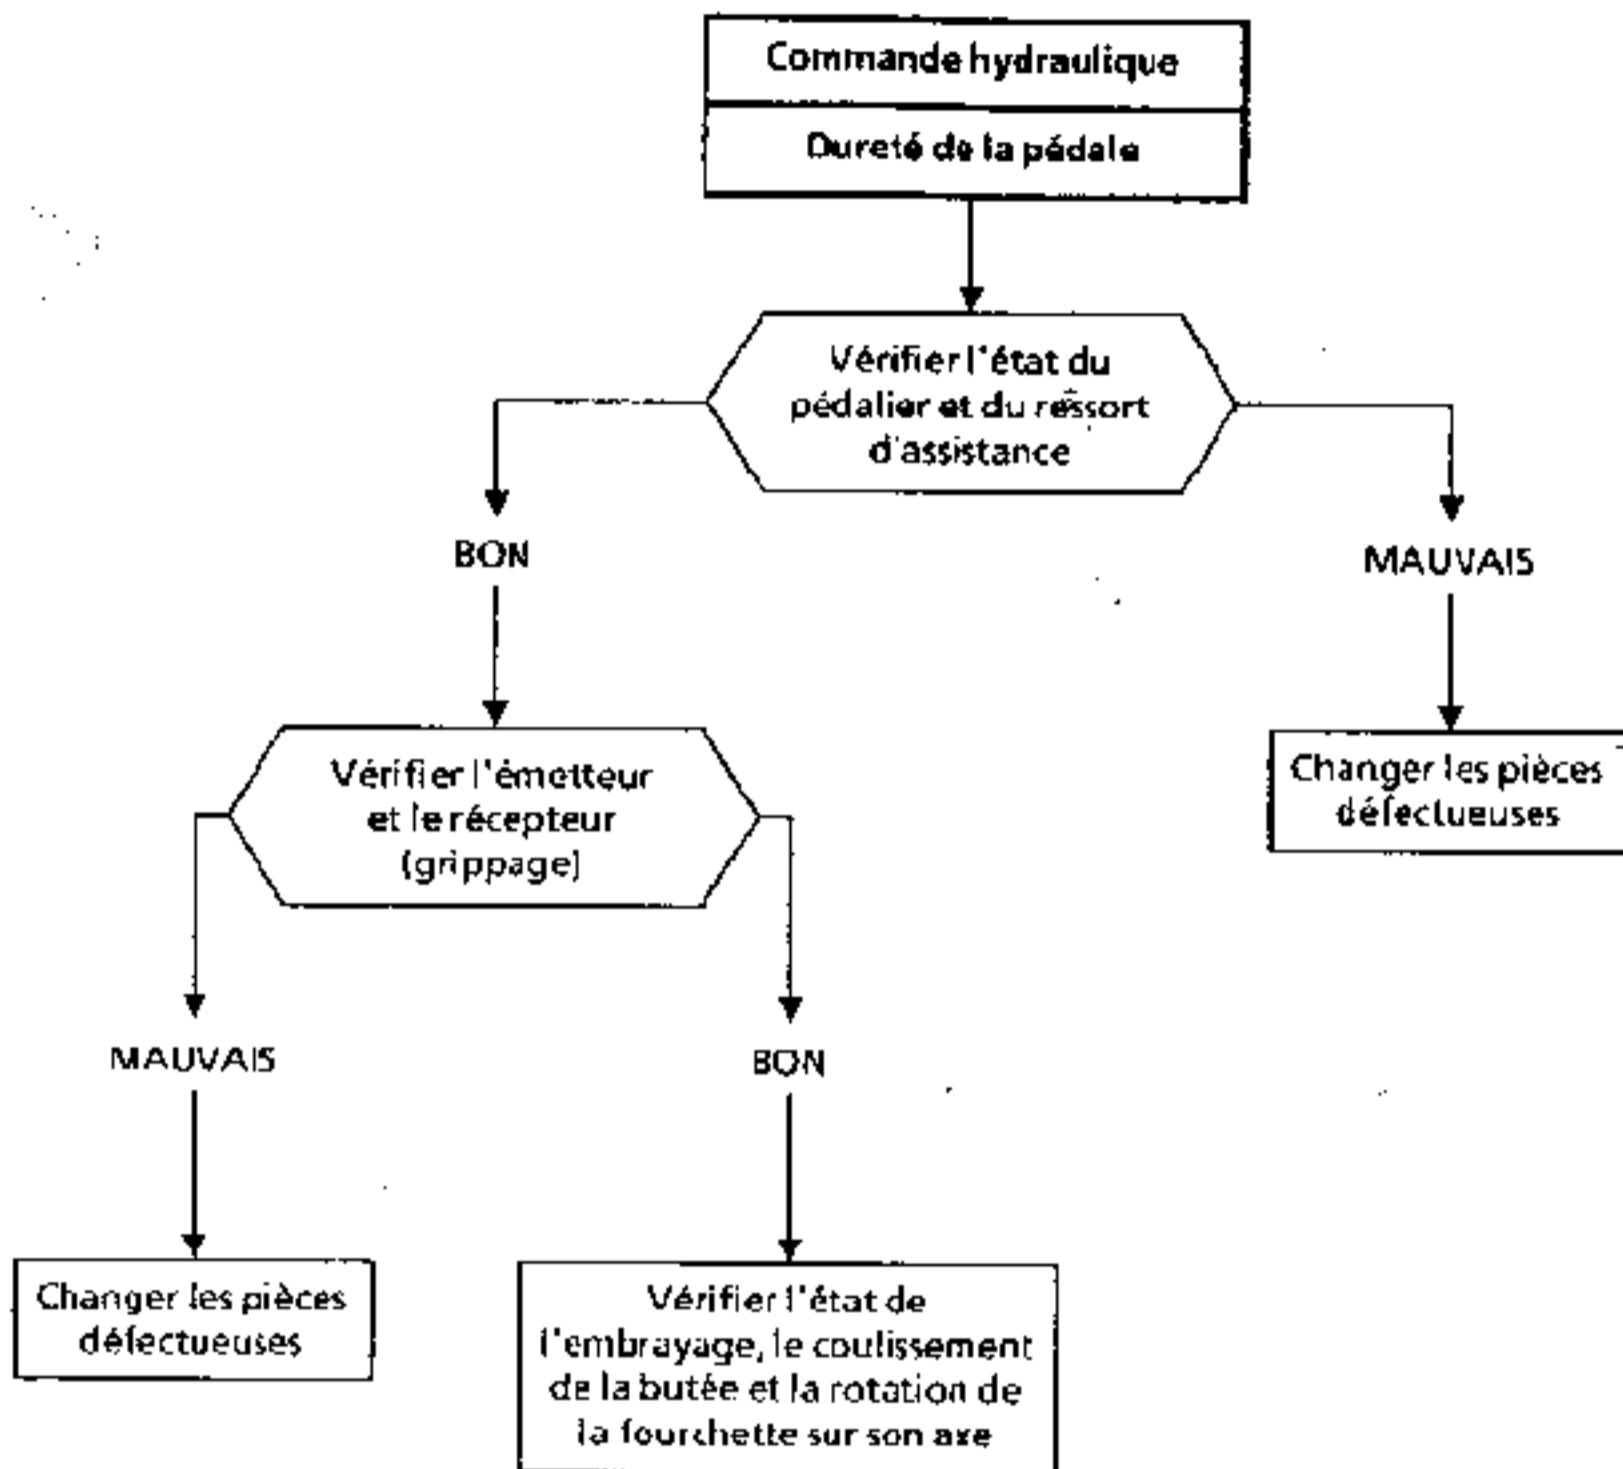 Commande hydraulique
Dureté de la pédale
Vérifier l'état du
pédalier et du ressort
d'assistance
BON
MAUVAIS
Vérifier l'émetteur
et le récepteur
(grippage)
Changer les pièces
défectueuses
MAUVAIS
BON
Changer les pièces
défectueuses
Vérifier l'état de
l'embrayage, le coulissement
de la butée et la rotation de
la fourchette sur son axe